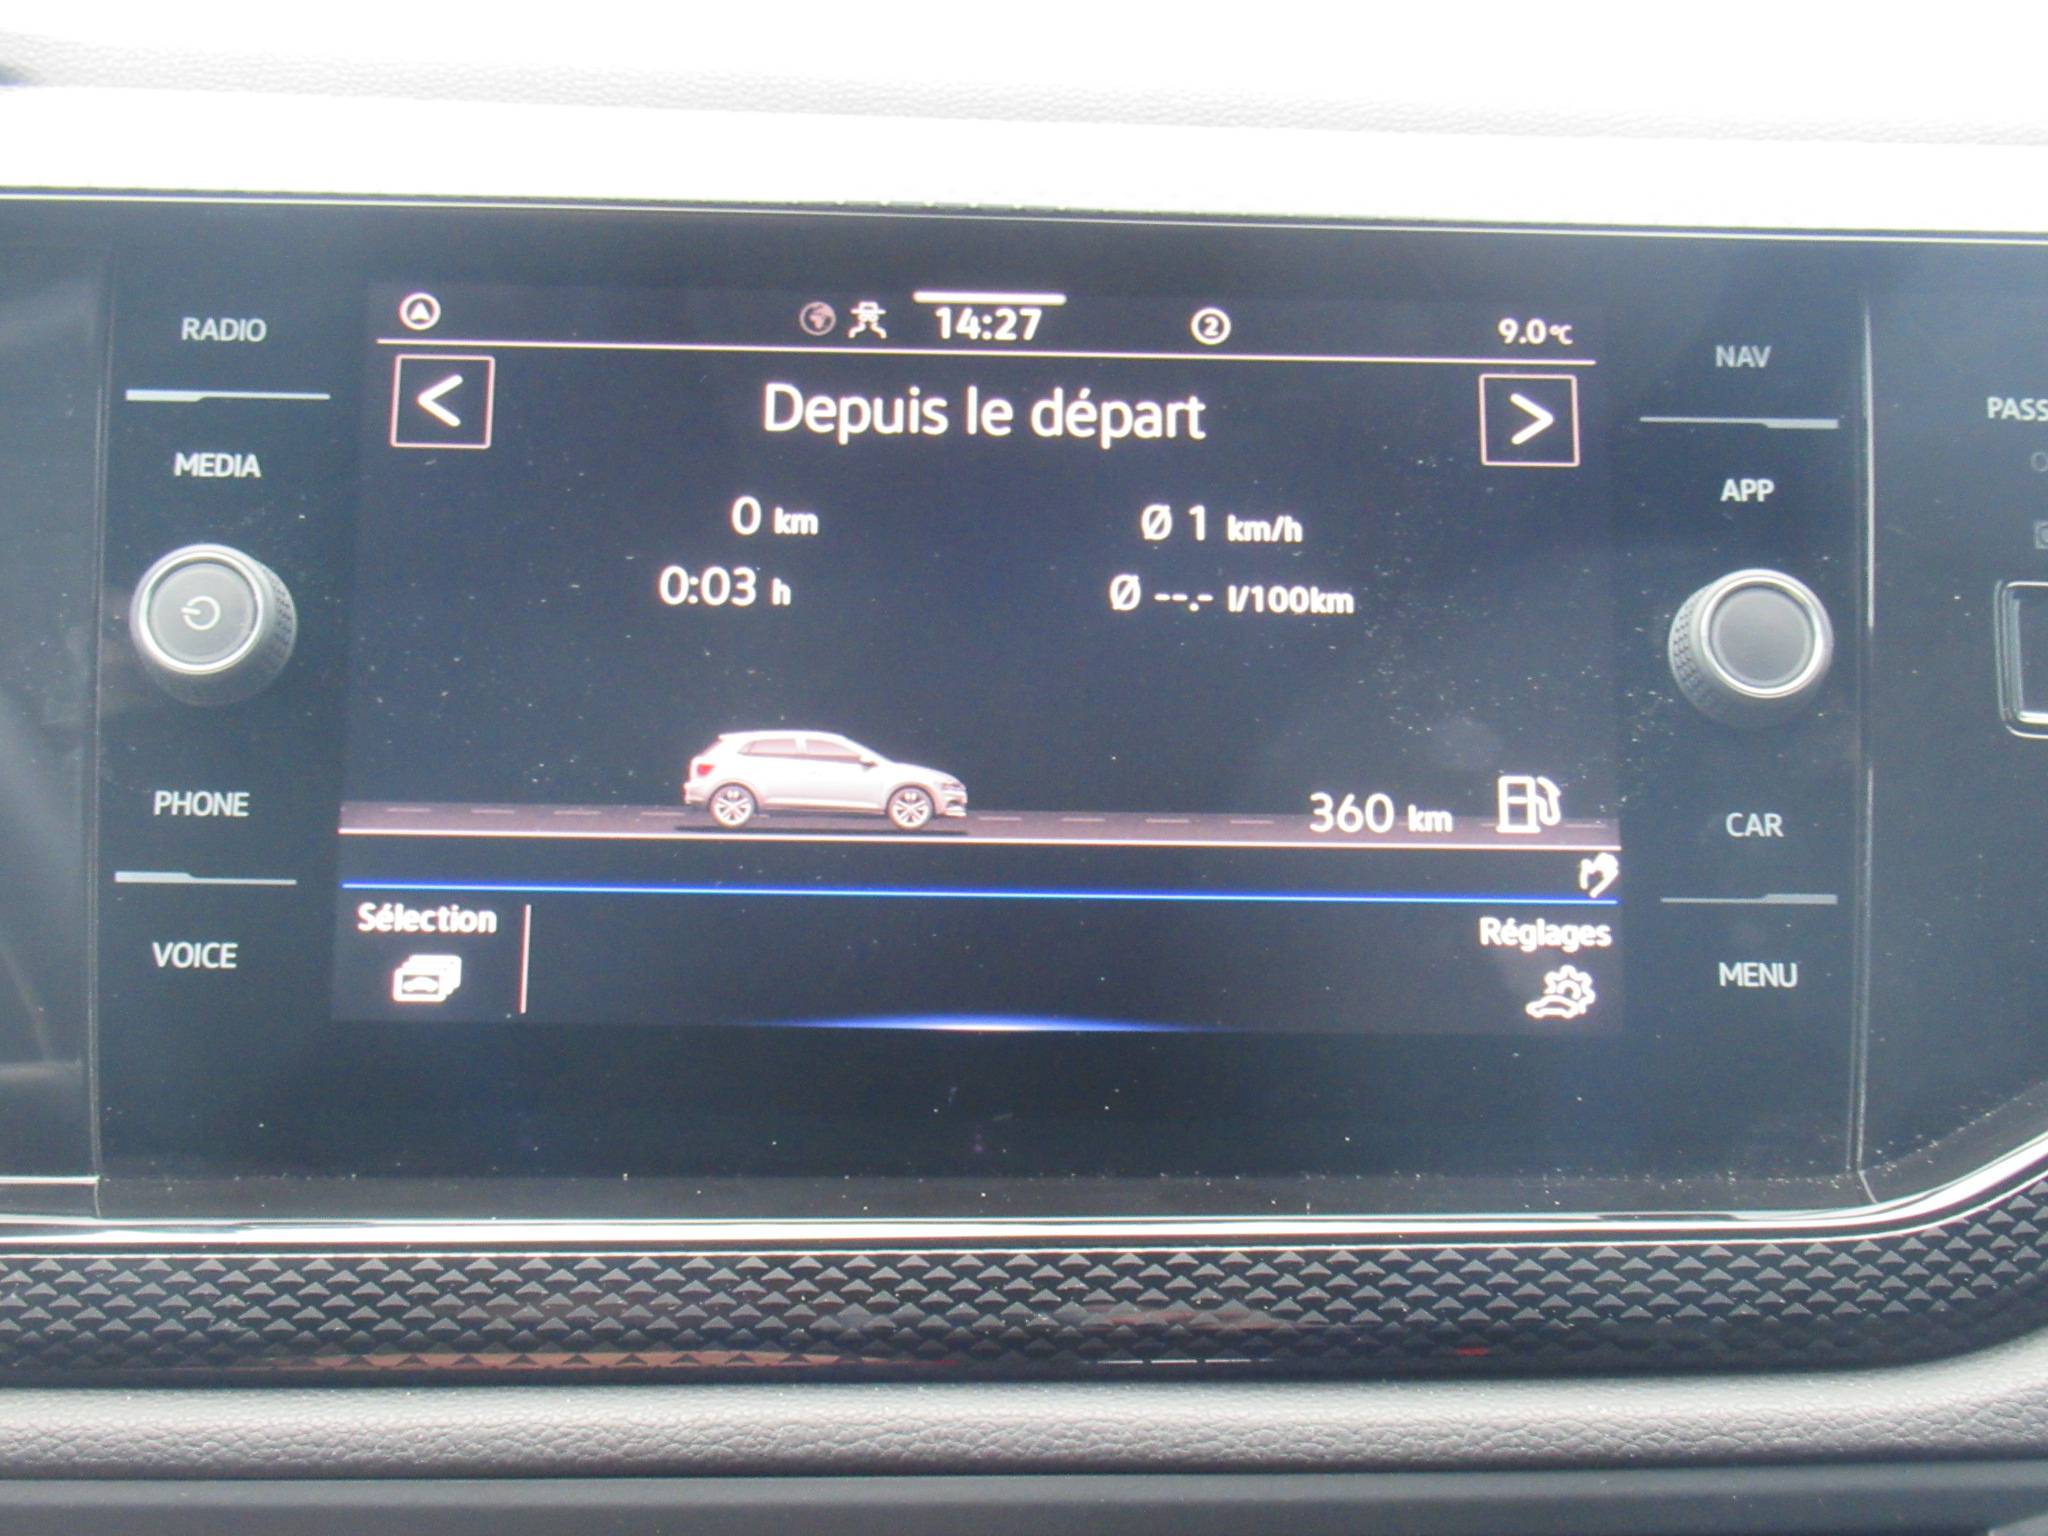 RADIO
MEDIA
PHONE
VOICE
14:27
2
9.0°C
<
Depuis le départ
>
0 km
Ø 1 km/h
0:03 h
Ø --.- l/100km
360 km
Sélection
Réglages
NAV
APP
CAR
MENU
PASS